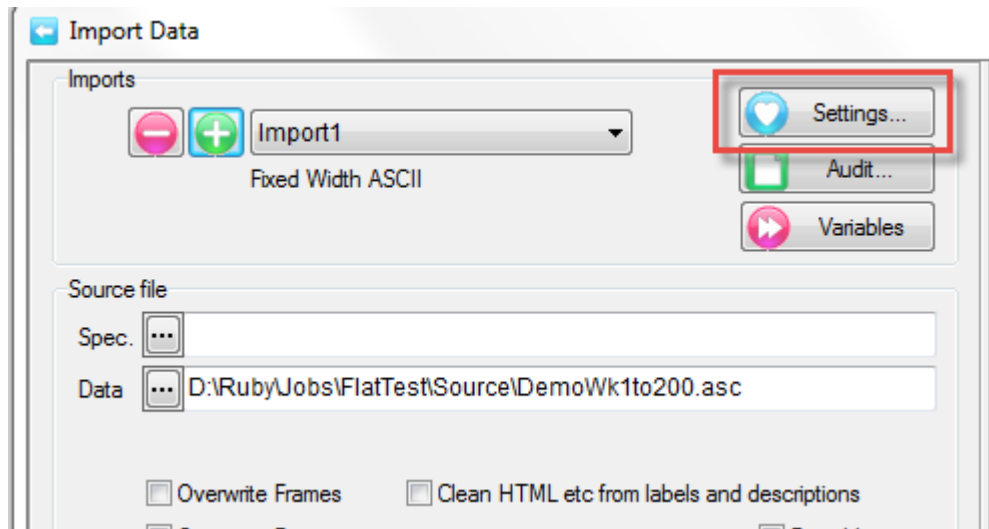 Import Data
Imports
Import1
Settings...
Fixed Width ASCII
Audit...
Variables
Source file
Spec. ...
Data ... D:\Ruby\Jobs\FlatTest\Source\DemoWk1to200.asc
Overwrite Frames Clean HTML etc from labels and descriptions